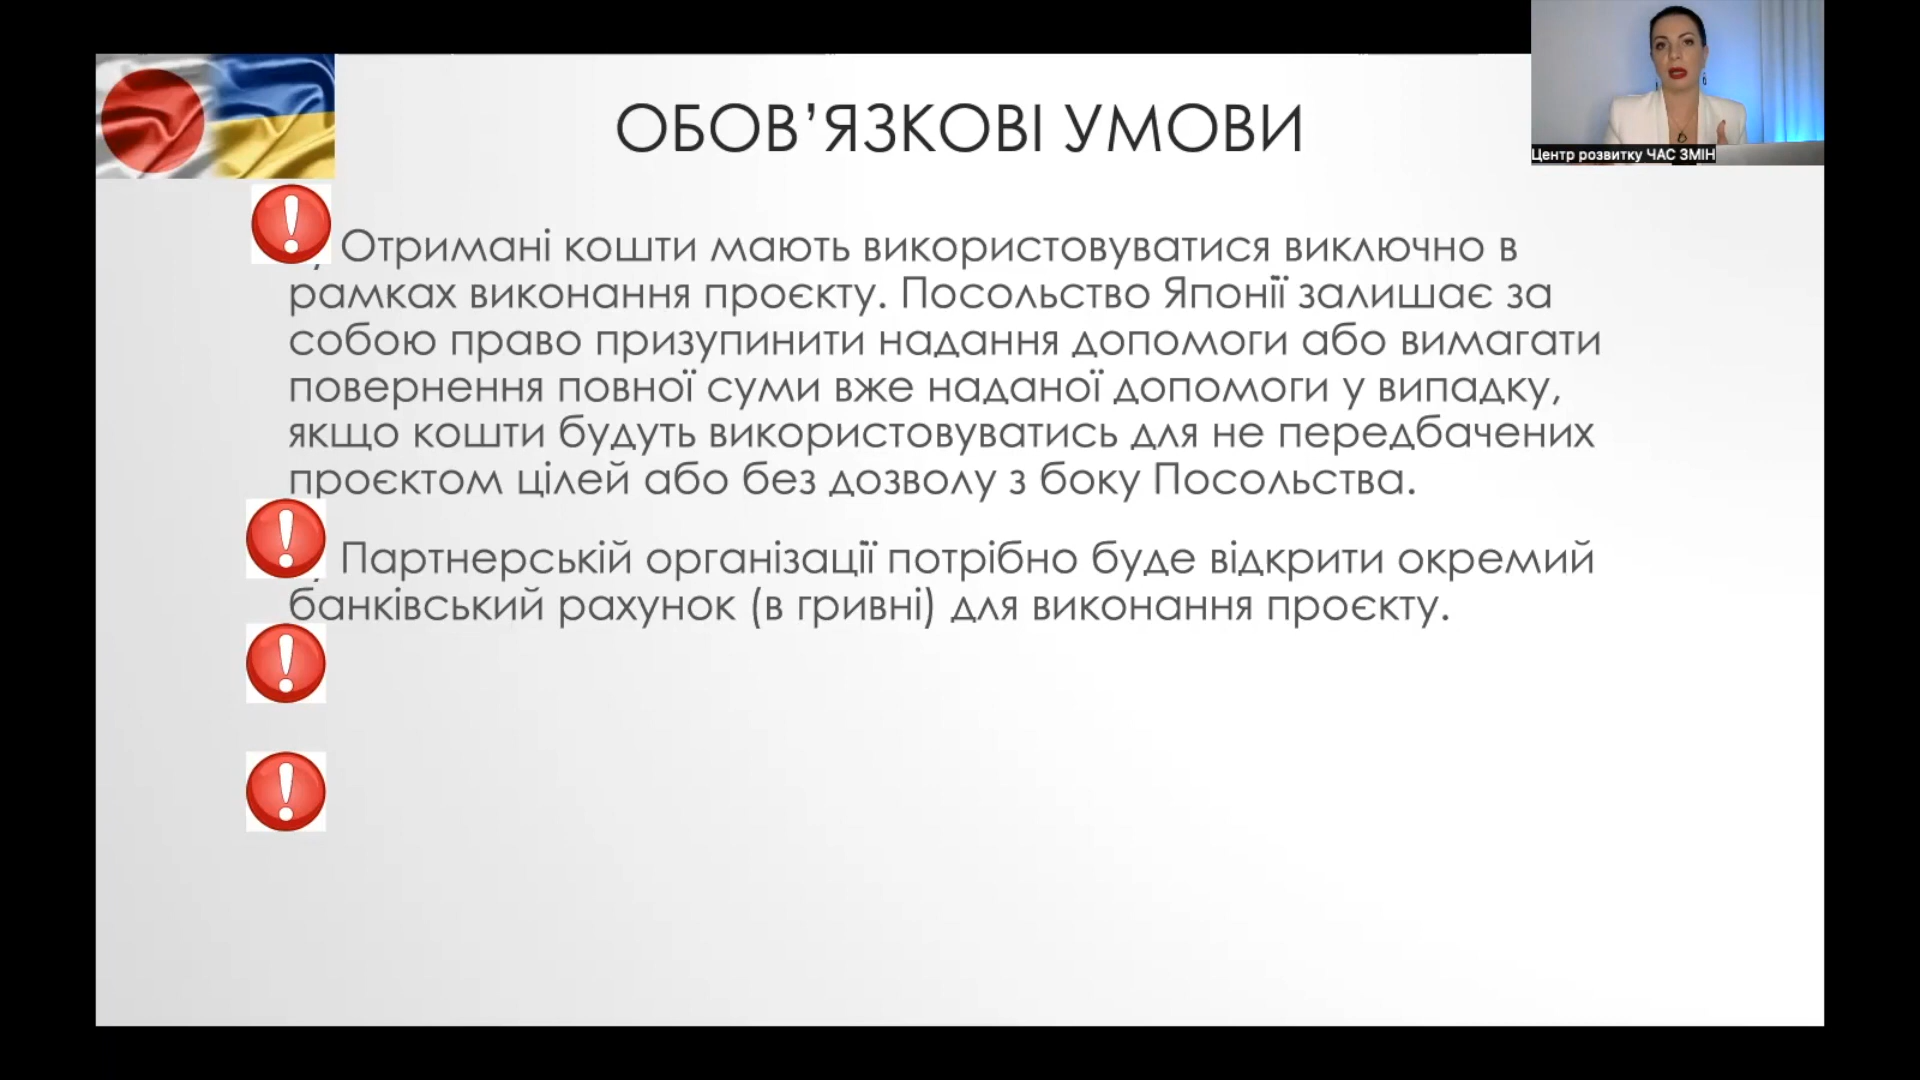 ОБОВ’ЯЗКОВІ УМОВИ
Центр розвитку ЧАС ЗМІН
Отримані кошти мають використовуватися виключно в
рамках виконання проєкту. Посольство Японії залишає за
собою право призупинити надання допомоги або вимагати
повернення повної суми вже наданої допомоги у випадку,
якщо кошти будуть використовуватись для не передбачених
проєктом цілей або без дозволу з боку Посольства.
Партнерській організації потрібно буде відкрити окремий
банківський рахунок (в гривні) для виконання проєкту.